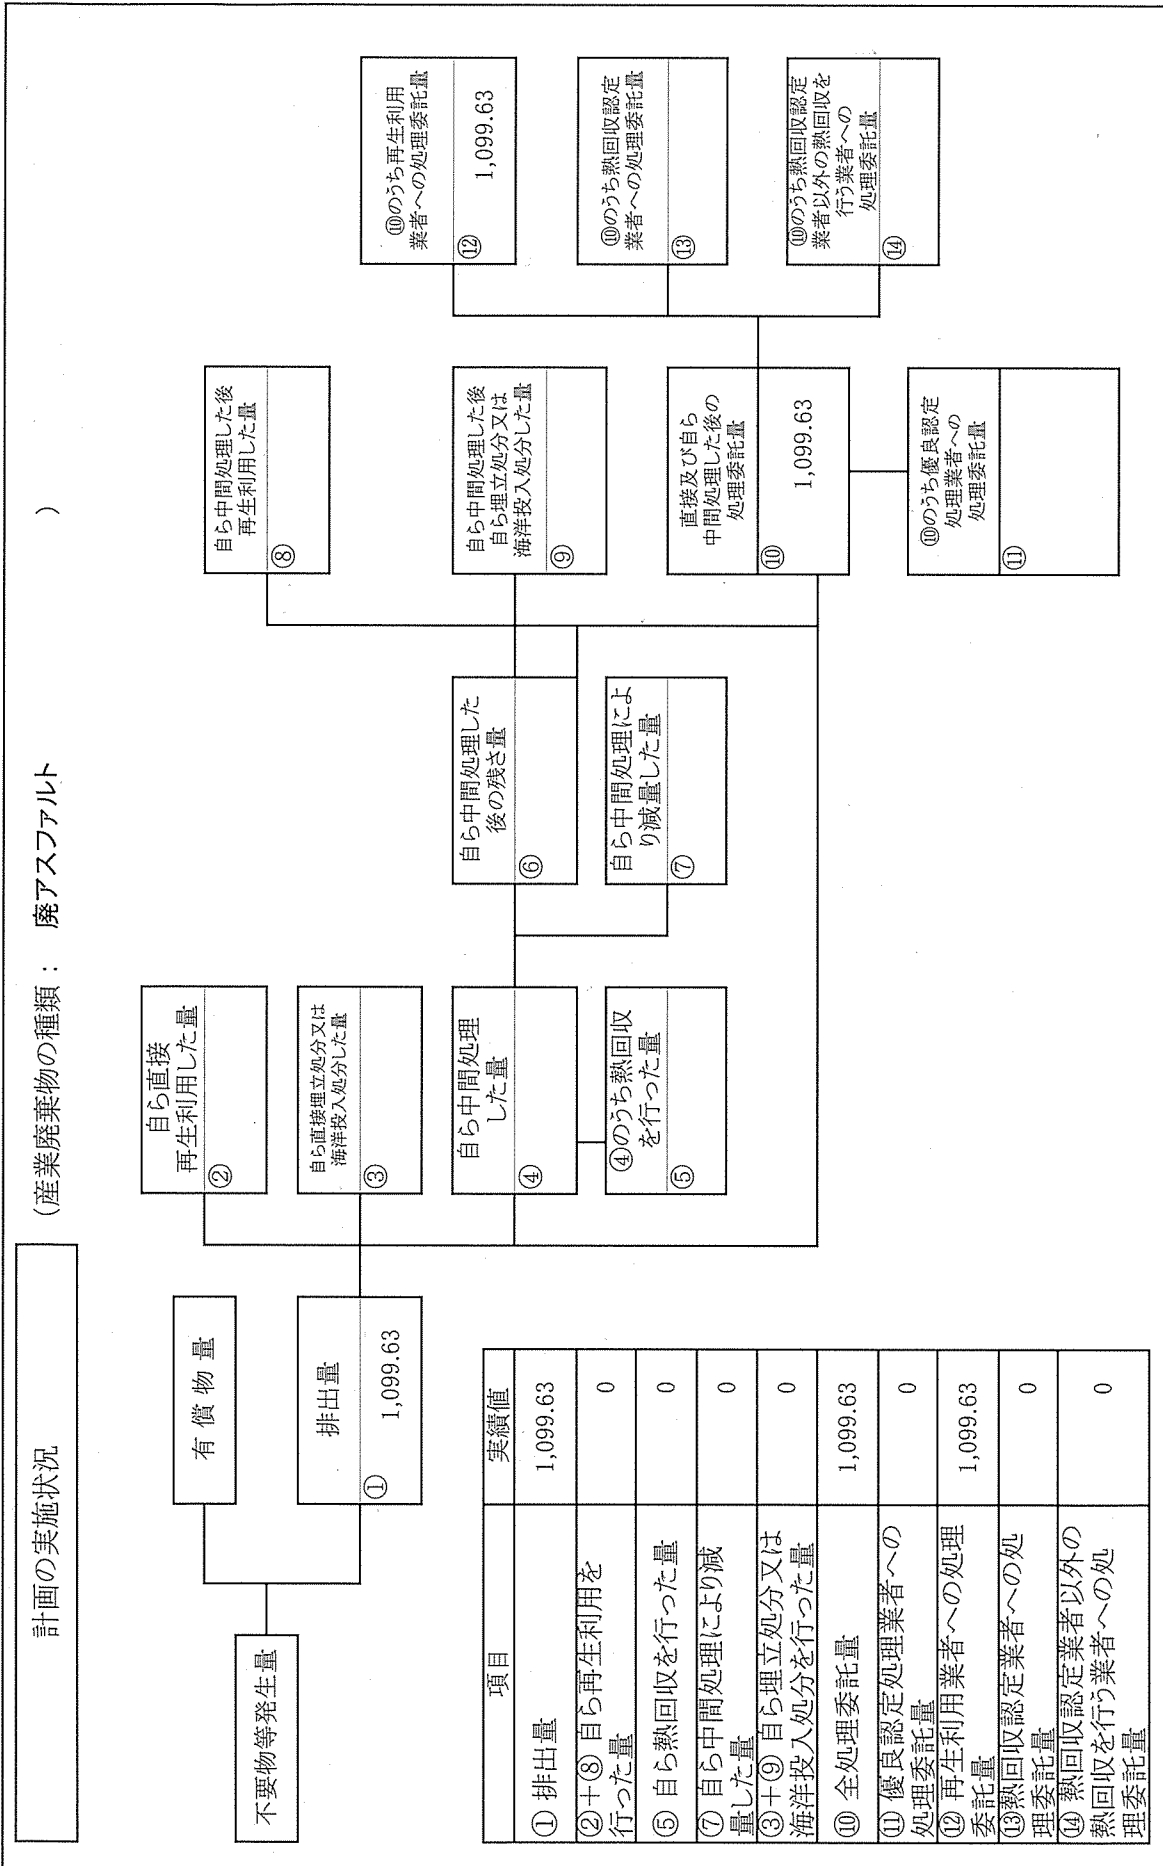 計画の実施状況
(産業廃棄物の種類： 廃アスファルト )
不要物等発生量
有償物量
排出量
① 1,099.63
自ら直接
再生利用した量
②
自ら直接埋立処分又は
海洋投入処分した量
③
自ら中間処理
した量
④
④のうち熱回収
を行った量
⑤
自ら中間処理した
後の残さ量
⑥
自ら中間処理によ
り減量した量
⑦
自ら中間処理した後
再生利用した量
⑧
自ら中間処理した後
自ら埋立処分又は
海洋投入処分した量
⑨
直接及び自ら
中間処理した後の
処理委託量
⑩ 1,099.63
⑩のうち優良認定
処理業者への
処理委託量
⑪
⑩のうち再生利用
業者への処理委託量
⑫ 1,099.63
⑩のうち熱回収認定
業者への処理委託量
⑬
⑩のうち熱回収認定
業者以外の熱回収を
行う業者への
処理委託量
⑭
項目 実績値
① 排出量 1,099.63
②+⑧ 自ら再生利用を
行った量 0
⑤ 自ら熱回収を行った量 0
⑦ 自ら中間処理により減
量した量 0
③+⑨ 自ら埋立処分又は
海洋投入処分を行った量 0
⑩ 全処理委託量 1,099.63
⑪ 優良認定処理業者への
処理委託量 0
⑫ 再生利用業者への処理
委託量 1,099.63
⑬熱回収認定業者への処
理委託量 0
⑭ 熱回収認定業者以外の
熱回収を行う業者への処
理委託量 0